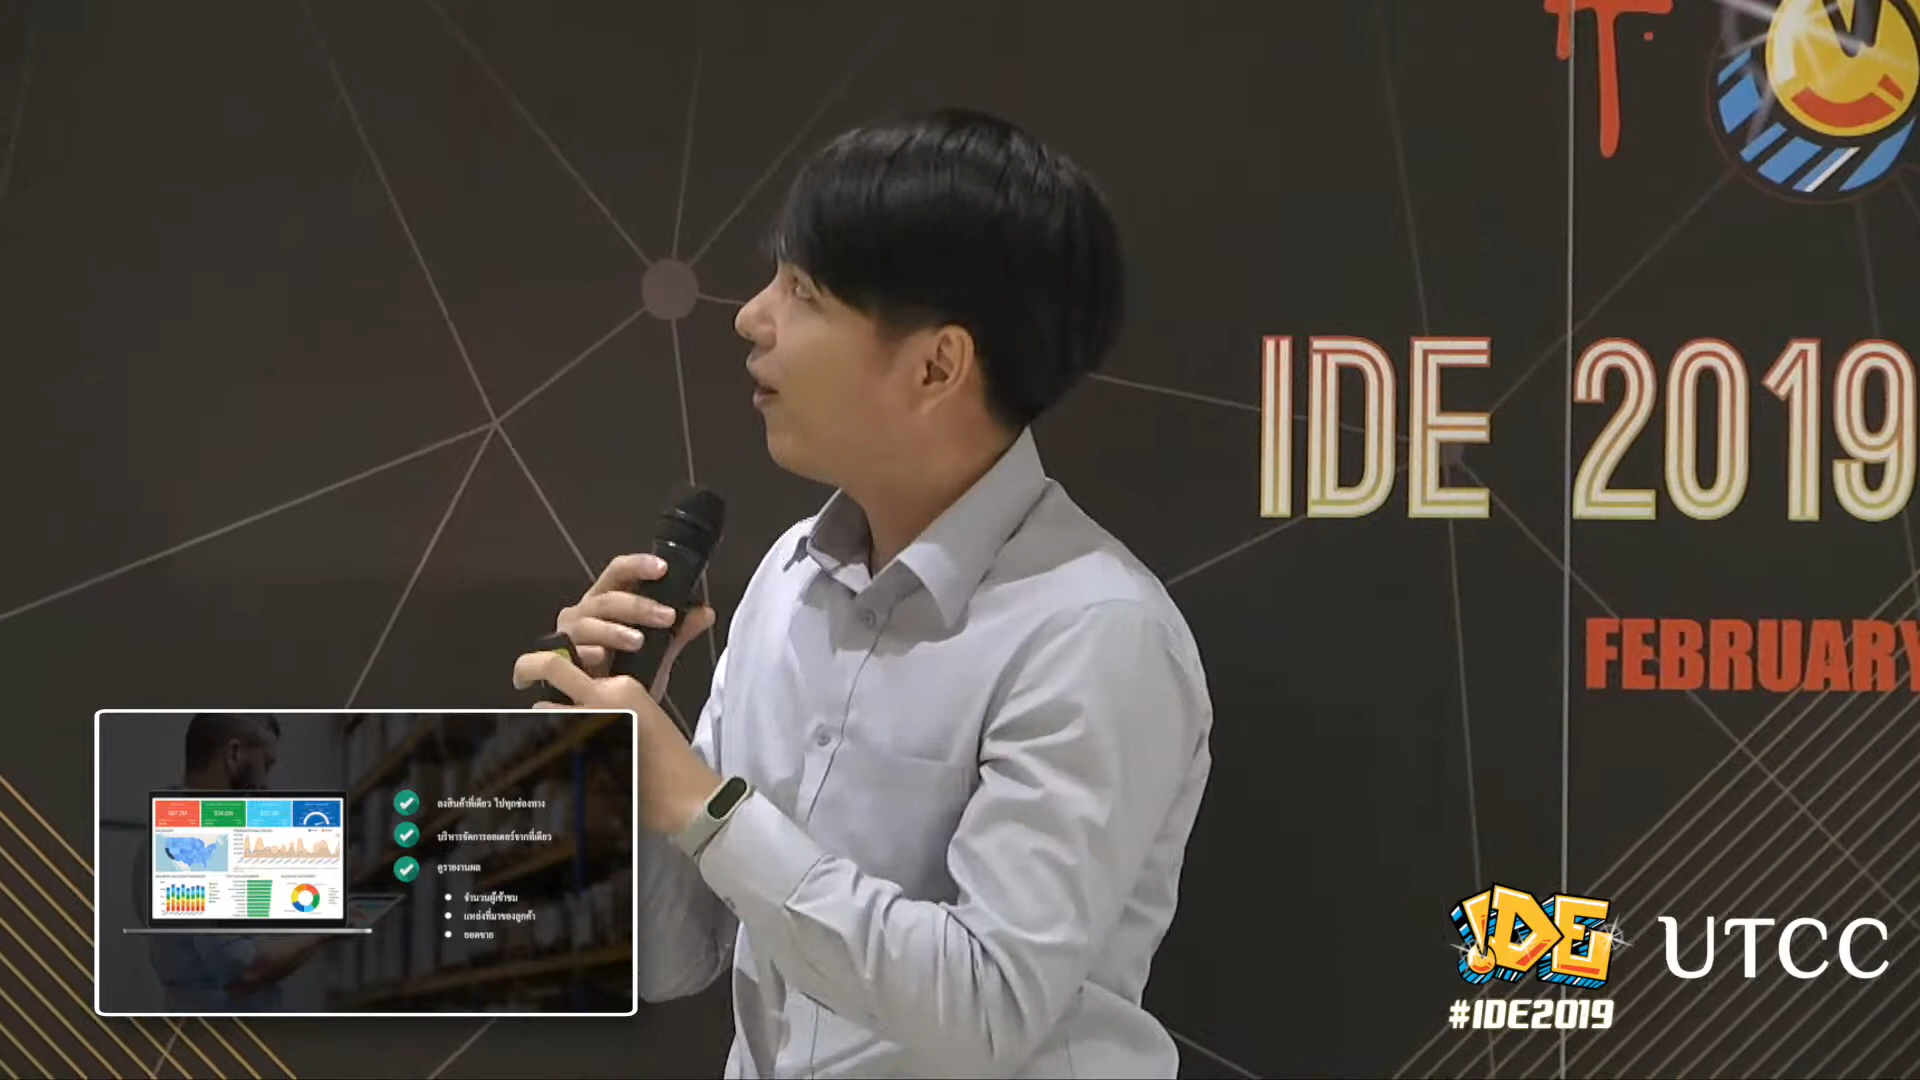 IDE 2019
FEBRUARY
ลงสินค้าที่เดียว ไปทุกช่องทาง
บริหารจัดการออเดอร์จากที่เดียว
ดูรายงานผล
จำนวนผู้เข้าชม
แหล่งที่มาของลูกค้า
ยอดขาย
IDE
#IDE2019
UTCC